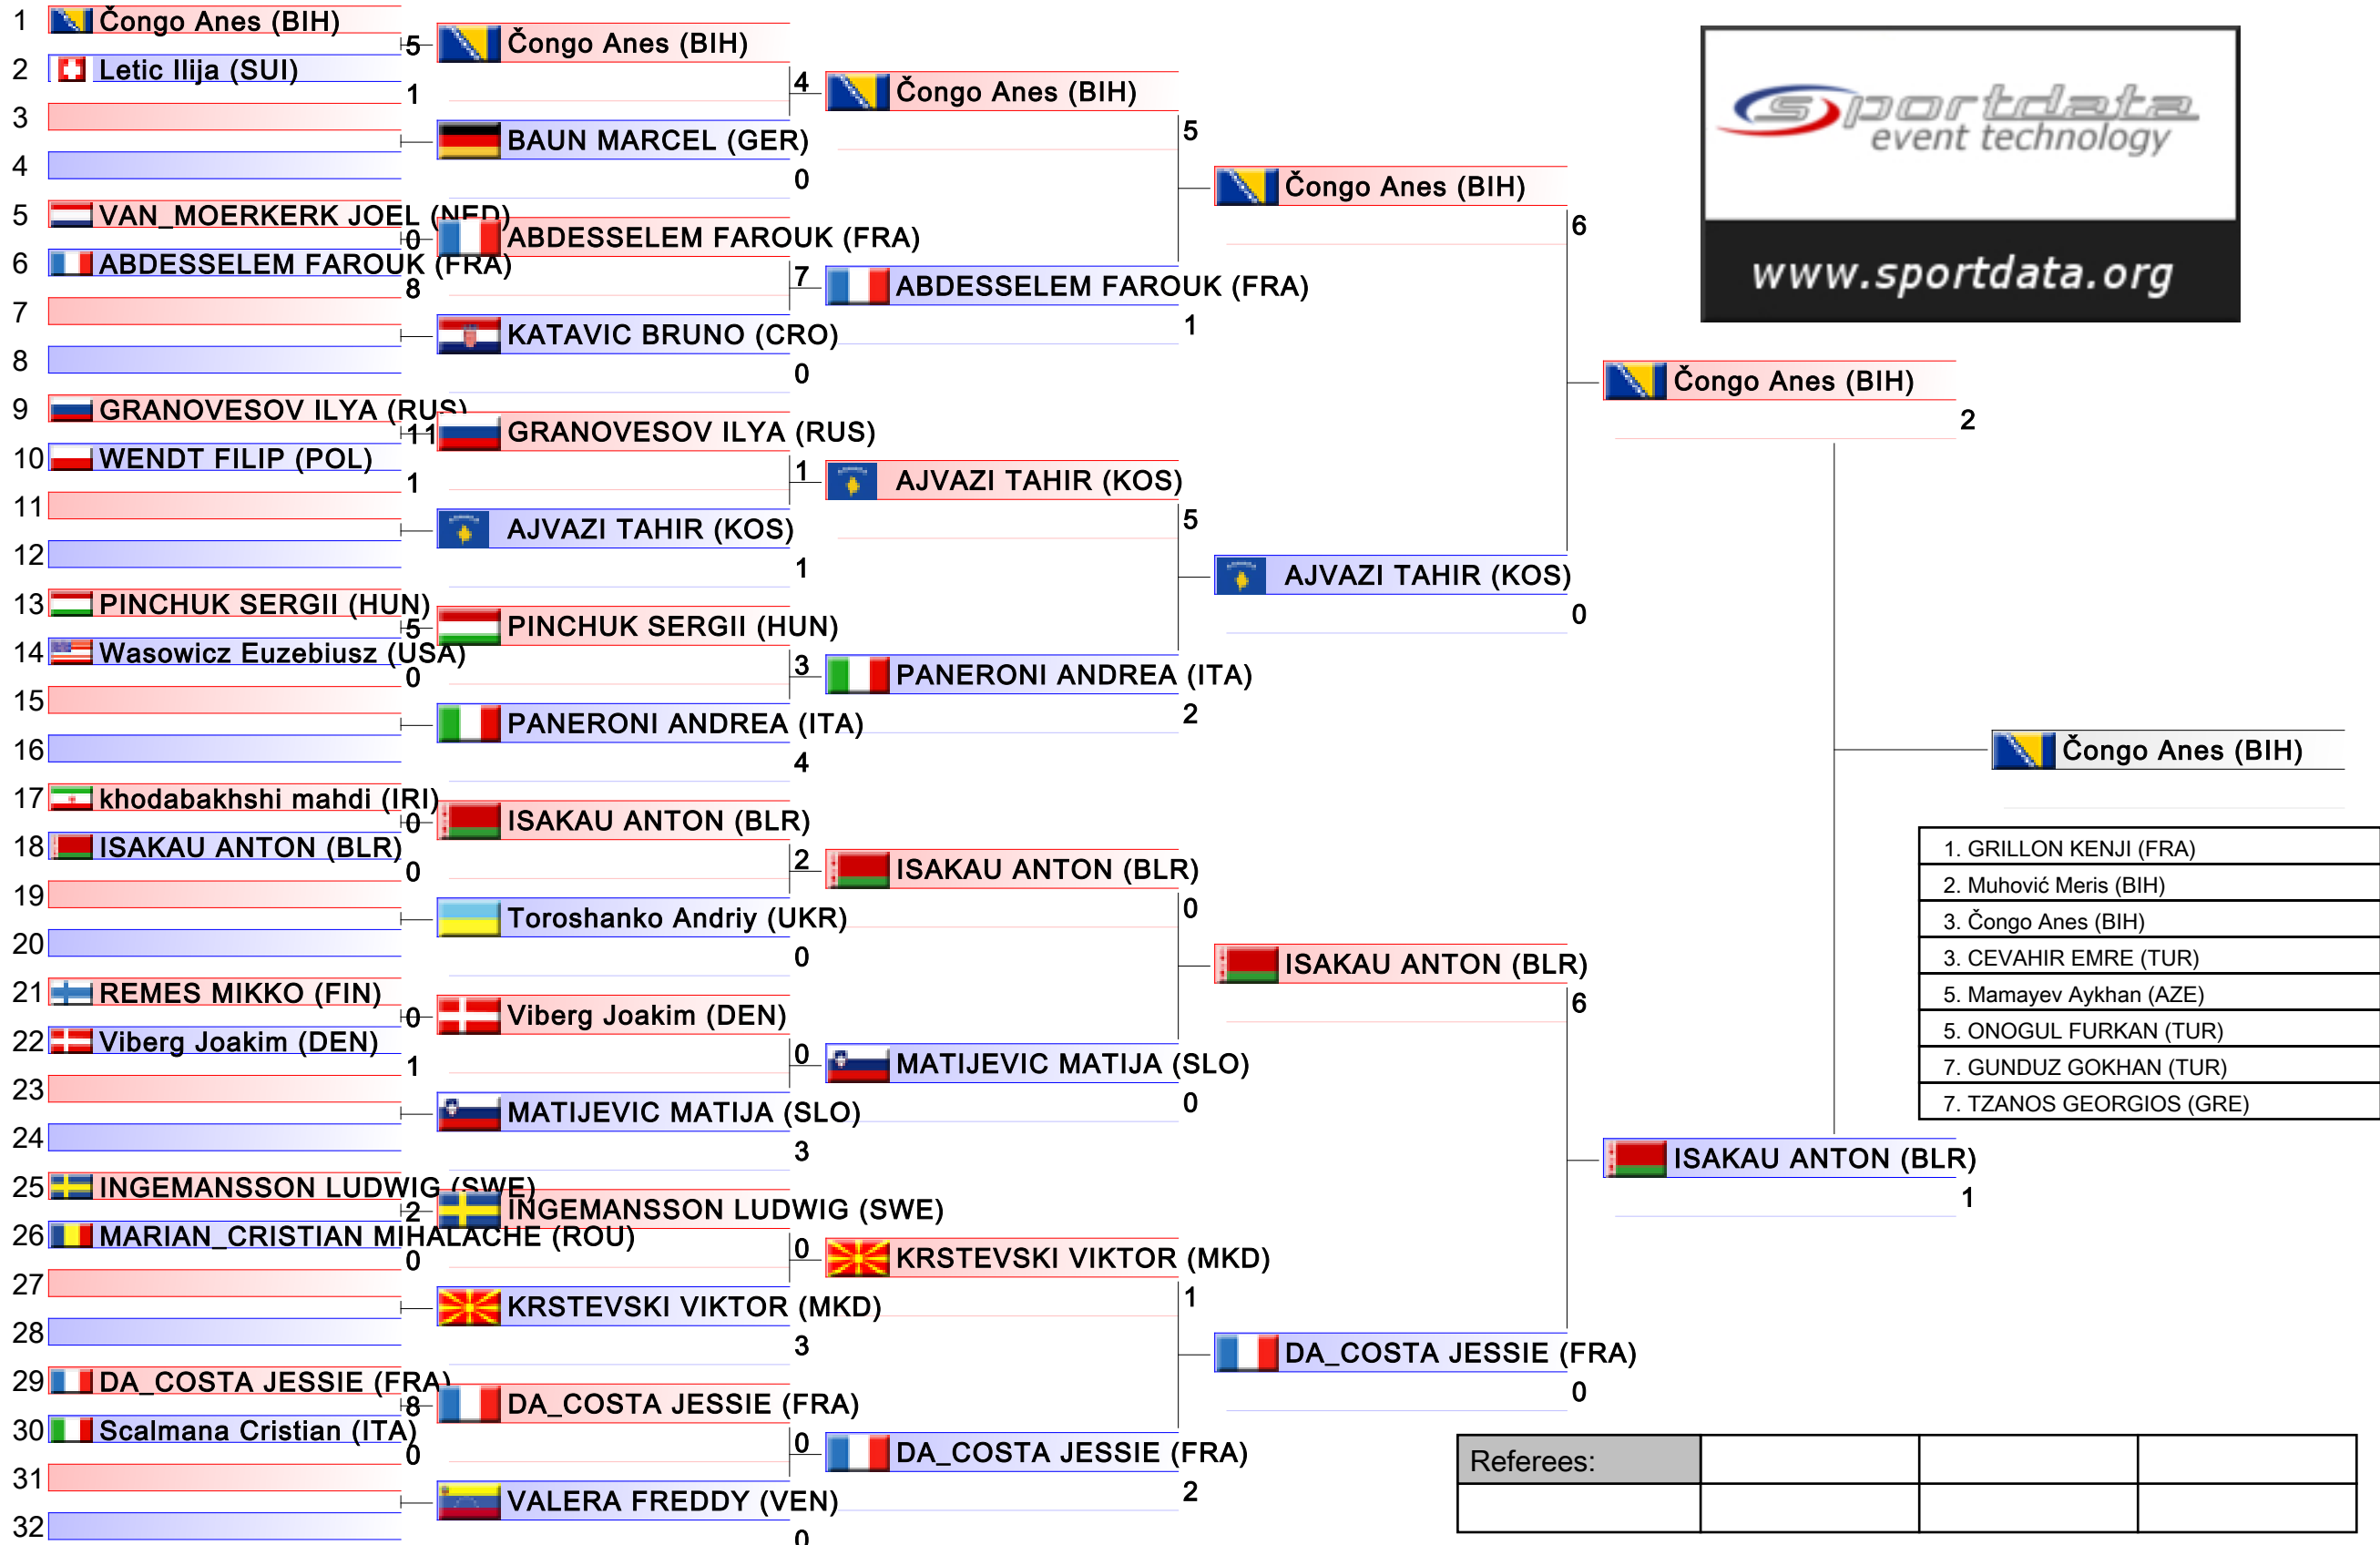 1 Čongo Anes (BIH)
5
2 Letic Ilija (SUI)
1
3
4
5 VAN_MOERKERK JOEL (NED)
0
6 ABDESSELEM FAROUK (FRA)
8
7
8
9 GRANOVESOV ILYA (RUS)
11
10 WENDT FILIP (POL)
1
11
12
13 PINCHUK SERGII (HUN)
5
14 Wasowicz Euzebiusz (USA)
0
15
16
17 khodabakhshi mahdi (IRI)
0
18 ISAKAU ANTON (BLR)
0
19
20
21 REMES MIKKO (FIN)
0
22 Viberg Joakim (DEN)
1
23
24
25 INGEMANSSON LUDWIG (SWE)
2
26 MARIAN_CRISTIAN MIHALACHE (ROU)
0
27
28
29 DA_COSTA JESSIE (FRA)
8
30 Scalmana Cristian (ITA)
0
31
32
Čongo Anes (BIH)
4
BAUN MARCEL (GER)
0
ABDESSELEM FAROUK (FRA)
7
KATAVIC BRUNO (CRO)
0
GRANOVESOV ILYA (RUS)
1
AJVAZI TAHIR (KOS)
1
PINCHUK SERGII (HUN)
3
PANERONI ANDREA (ITA)
4
ISAKAU ANTON (BLR)
2
Toroshanko Andriy (UKR)
0
Viberg Joakim (DEN)
0
MATIJEVIC MATIJA (SLO)
3
INGEMANSSON LUDWIG (SWE)
0
KRSTEVSKI VIKTOR (MKD)
3
DA_COSTA JESSIE (FRA)
0
VALERA FREDDY (VEN)
0
Čongo Anes (BIH)
5
ABDESSELEM FAROUK (FRA)
1
AJVAZI TAHIR (KOS)
5
PANERONI ANDREA (ITA)
2
ISAKAU ANTON (BLR)
0
MATIJEVIC MATIJA (SLO)
0
KRSTEVSKI VIKTOR (MKD)
1
DA_COSTA JESSIE (FRA)
2
Čongo Anes (BIH)
6
AJVAZI TAHIR (KOS)
0
ISAKAU ANTON (BLR)
6
DA_COSTA JESSIE (FRA)
0
Čongo Anes (BIH)
2
ISAKAU ANTON (BLR)
1
Čongo Anes (BIH)
sportdata
event technology
www.sportdata.org
1. GRILLON KENJI (FRA)
2. Muhović Meris (BIH)
3. Čongo Anes (BIH)
3. CEVAHIR EMRE (TUR)
5. Mamayev Aykhan (AZE)
5. ONOGUL FURKAN (TUR)
7. GUNDUZ GOKHAN (TUR)
7. TZANOS GEORGIOS (GRE)
Referees: